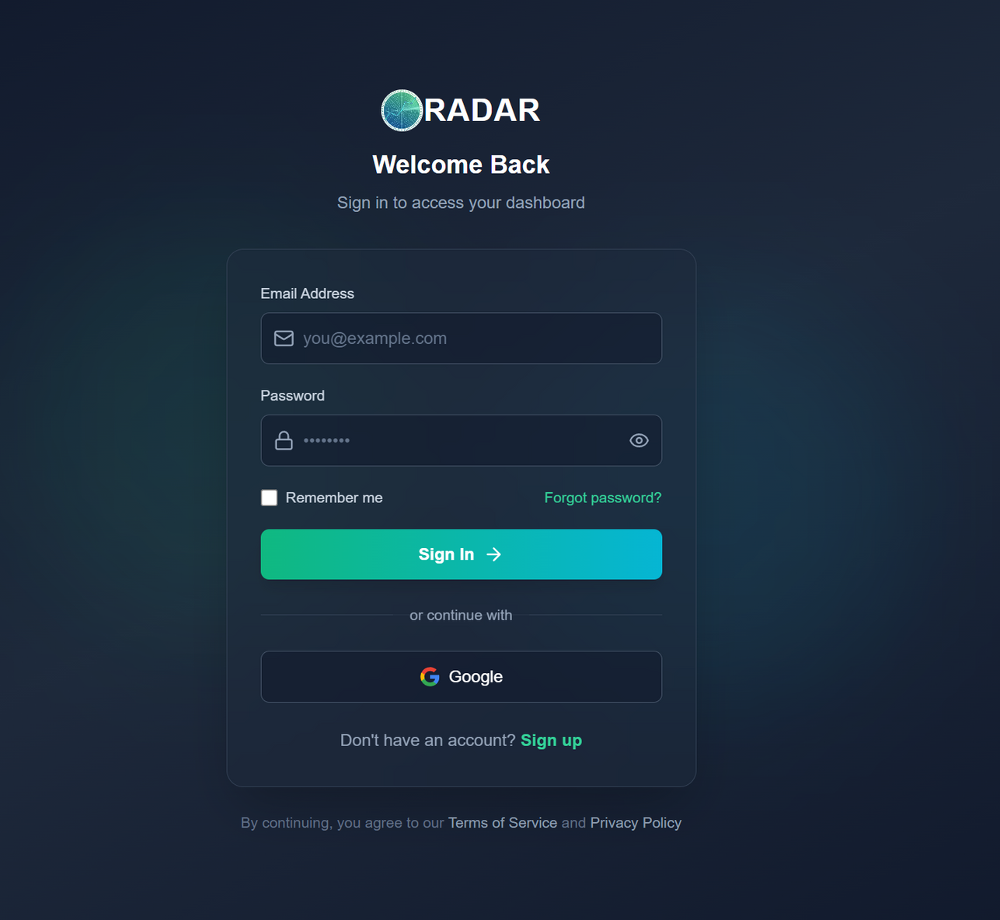 RADAR
Welcome Back
Sign in to access your dashboard
Email Address
you@example.com
Password
••••••••
Remember me Forgot password?
Sign In →
or continue with
Google
Don't have an account? Sign up
By continuing, you agree to our Terms of Service and Privacy Policy